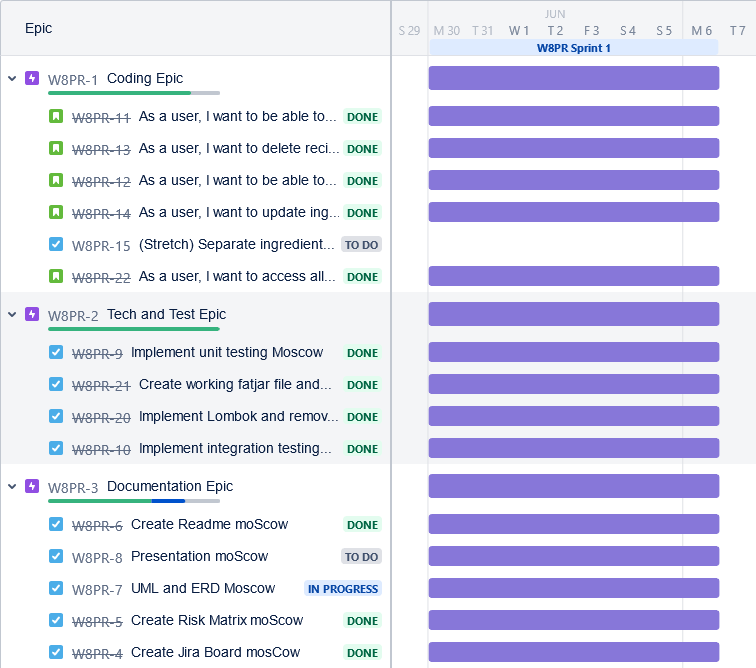 JUN
Epic
S 29 M 30 T 31 W 1 T 2 F 3 S 4 S 5 M 6 T 7
W8PR Sprint 1
W8PR-1 Coding Epic
W8PR-11 As a user, I want to be able to... DONE
W8PR-13 As a user, I want to delete reci... DONE
W8PR-12 As a user, I want to be able to... DONE
W8PR-14 As a user, I want to update ing... DONE
W8PR-15 (Stretch) Separate ingredient... TO DO
W8PR-22 As a user, I want to access all... DONE
W8PR-2 Tech and Test Epic
W8PR-9 Implement unit testing Moscow DONE
W8PR-21 Create working fatjar file and... DONE
W8PR-20 Implement Lombok and remov... DONE
W8PR-10 Implement integration testing... DONE
W8PR-3 Documentation Epic
W8PR-6 Create Readme moScow DONE
W8PR-8 Presentation moScow TO DO
W8PR-7 UML and ERD Moscow IN PROGRESS
W8PR-5 Create Risk Matrix moScow DONE
W8PR-4 Create Jira Board mosCow DONE